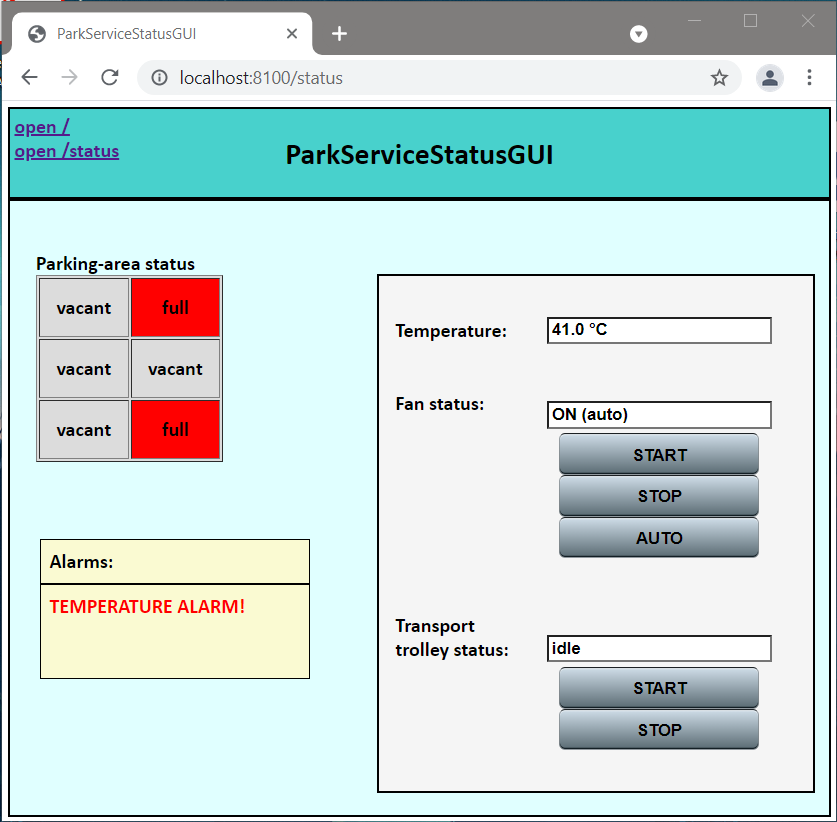 ParkServiceStatusGUI
localhost:8100/status
open /
open /status
ParkServiceStatusGUI
Parking-area status
vacant full
vacant vacant
vacant full
Alarms:
TEMPERATURE ALARM!
Temperature: 41.0 °C
Fan status: ON (auto)
START
STOP
AUTO
Transport
trolley status: idle
START
STOP